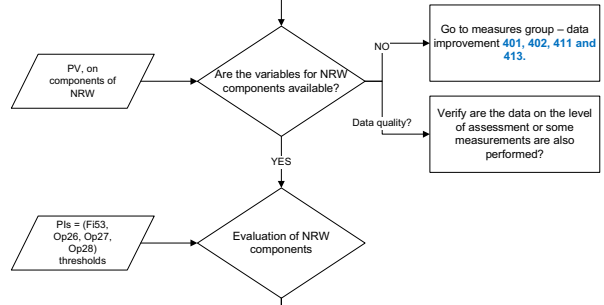 PV, on
components of
NRW
Are the variables for NRW
components available?
NO
Go to measures group – data
improvement 401, 402, 411 and
413.
Data quality?
Verify are the data on the level
of assessment or some
measurements are also
performed?
YES
PIs = (Fi53,
Op26, Op27,
Op28)
thresholds
Evaluation of NRW
components